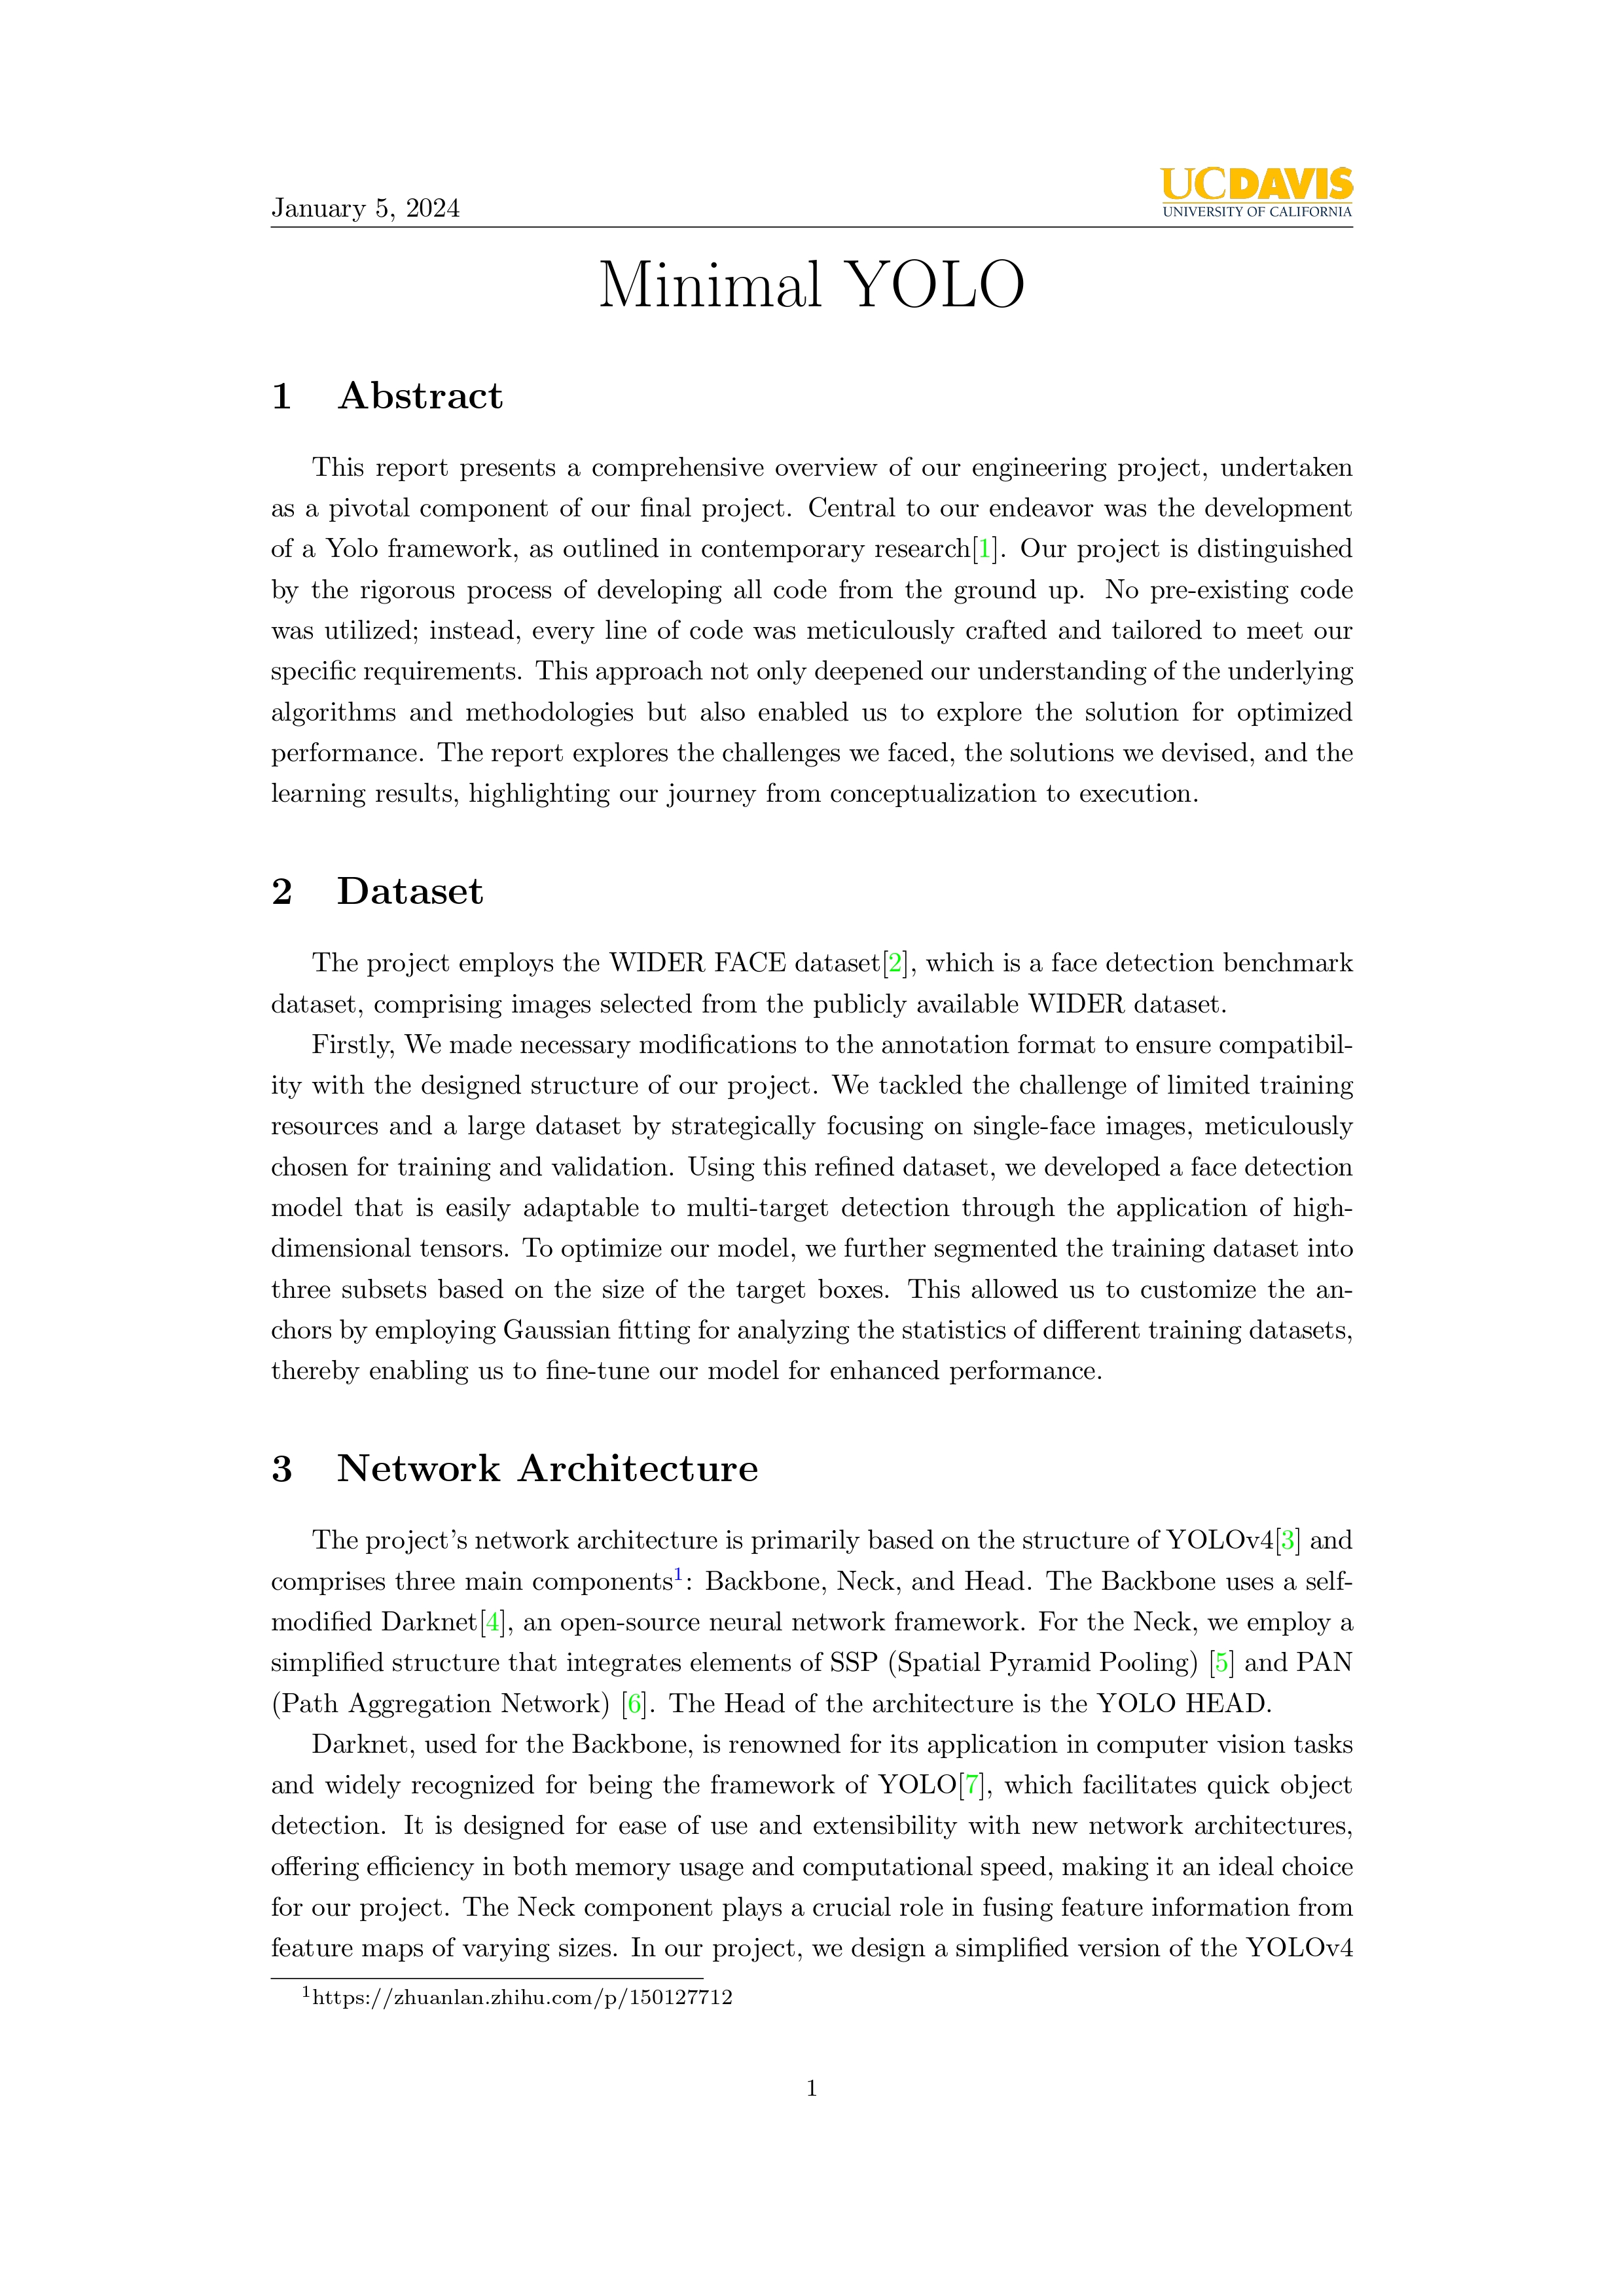 January 5, 2024
UCDAVIS
UNIVERSITY OF CALIFORNIA
Minimal YOLO
1 Abstract
This report presents a comprehensive overview of our engineering project, undertaken
as a pivotal component of our final project. Central to our endeavor was the development
of a Yolo framework, as outlined in contemporary research[1]. Our project is distinguished
by the rigorous process of developing all code from the ground up. No pre-existing code
was utilized; instead, every line of code was meticulously crafted and tailored to meet our
specific requirements. This approach not only deepened our understanding of the underlying
algorithms and methodologies but also enabled us to explore the solution for optimized
performance. The report explores the challenges we faced, the solutions we devised, and the
learning results, highlighting our journey from conceptualization to execution.
2 Dataset
The project employs the WIDER FACE dataset[2], which is a face detection benchmark
dataset, comprising images selected from the publicly available WIDER dataset.
Firstly, We made necessary modifications to the annotation format to ensure compatibil-
ity with the designed structure of our project. We tackled the challenge of limited training
resources and a large dataset by strategically focusing on single-face images, meticulously
chosen for training and validation. Using this refined dataset, we developed a face detection
model that is easily adaptable to multi-target detection through the application of high-
dimensional tensors. To optimize our model, we further segmented the training dataset into
three subsets based on the size of the target boxes. This allowed us to customize the an-
chors by employing Gaussian fitting for analyzing the statistics of different training datasets,
thereby enabling us to fine-tune our model for enhanced performance.
3 Network Architecture
The project's network architecture is primarily based on the structure of YOLOv4[3] and
comprises three main components1: Backbone, Neck, and Head. The Backbone uses a self-
modified Darknet[4], an open-source neural network framework. For the Neck, we employ a
simplified structure that integrates elements of SSP (Spatial Pyramid Pooling) [5] and PAN
(Path Aggregation Network) [6]. The Head of the architecture is the YOLO HEAD.
Darknet, used for the Backbone, is renowned for its application in computer vision tasks
and widely recognized for being the framework of YOLO[7], which facilitates quick object
detection. It is designed for ease of use and extensibility with new network architectures,
offering efficiency in both memory usage and computational speed, making it an ideal choice
for our project. The Neck component plays a crucial role in fusing feature information from
feature maps of varying sizes. In our project, we design a simplified version of the YOLOv4
1https://zhuanlan.zhihu.com/p/150127712
1